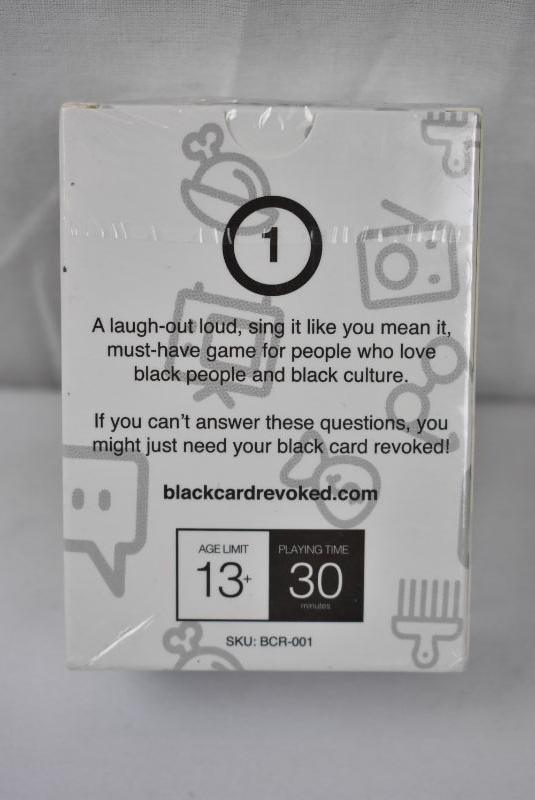 1
A laugh-out loud, sing it like you mean it,
must-have game for people who love
black people and black culture.
If you can't answer these questions, you
might just need your black card revoked!
blackcardrevoked.com
AGE LIMIT
13+
PLAYING TIME
30
minutes
SKU: BCR-001